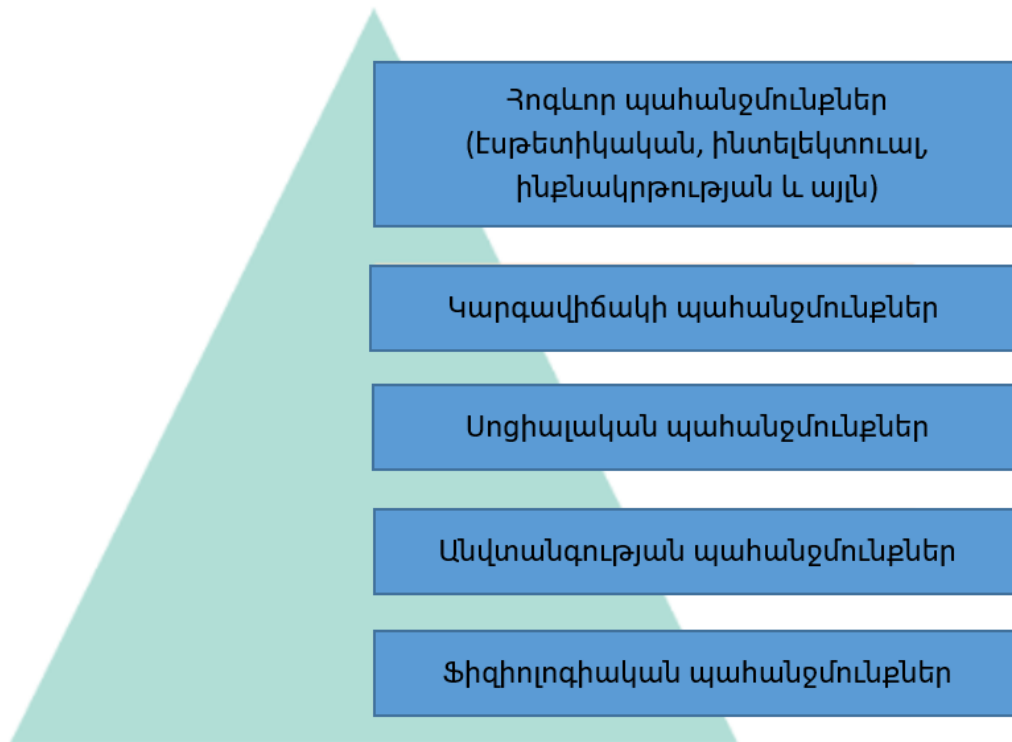 Հոգևոր պահանջմունքներ
(էսթետիկական, ինտելեկտուալ,
ինքնակրթության և այլն)
Կարգավիճակի պահանջմունքներ
Սոցիալական պահանջմունքներ
Անվտանգության պահանջմունքներ
Ֆիզիոլոգիական պահանջմունքներ